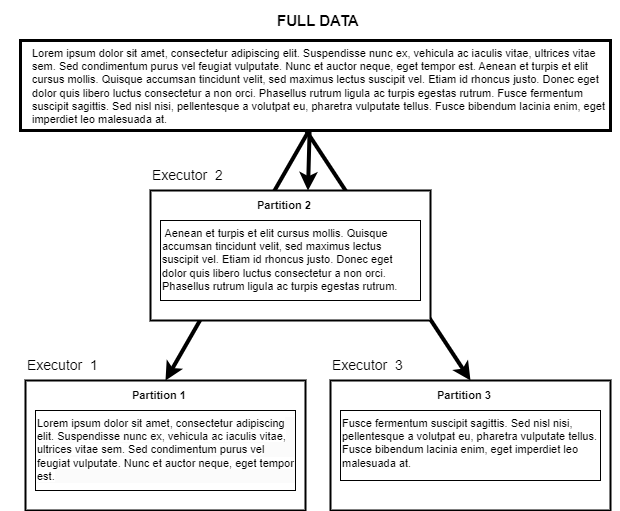 FULL DATA
Lorem ipsum dolor sit amet, consectetur adipiscing elit. Suspendisse nunc ex, vehicula ac iaculis vitae, ultrices vitae
sem. Sed condimentum purus vel feugiat vulputate. Nunc et auctor neque, eget tempor est. Aenean et turpis et elit
cursus mollis. Quisque accumsan tincidunt velit, sed maximus lectus suscipit vel. Etiam id rhoncus justo. Donec eget
dolor quis libero luctus consectetur a non orci. Phasellus rutrum ligula ac turpis egestas rutrum. Fusce fermentum
suscipit sagittis. Sed nisl nisi, pellentesque a volutpat eu, pharetra vulputate tellus. Fusce bibendum lacinia enim, eget
imperdiet leo malesuada at.
Executor 2
Partition 2
Aenean et turpis et elit cursus mollis. Quisque
accumsan tincidunt velit, sed maximus lectus
suscipit vel. Etiam id rhoncus justo. Donec eget
dolor quis libero luctus consectetur a non orci.
Phasellus rutrum ligula ac turpis egestas rutrum.
Executor 1
Partition 1
Lorem ipsum dolor sit amet, consectetur adipiscing
elit. Suspendisse nunc ex, vehicula ac iaculis vitae,
ultrices vitae sem. Sed condimentum purus vel
feugiat vulputate. Nunc et auctor neque, eget tempor
est.
Executor 3
Partition 3
Fusce fermentum suscipit sagittis. Sed nisl nisi,
pellentesque a volutpat eu, pharetra vulputate tellus.
Fusce bibendum lacinia enim, eget imperdiet leo
malesuada at.